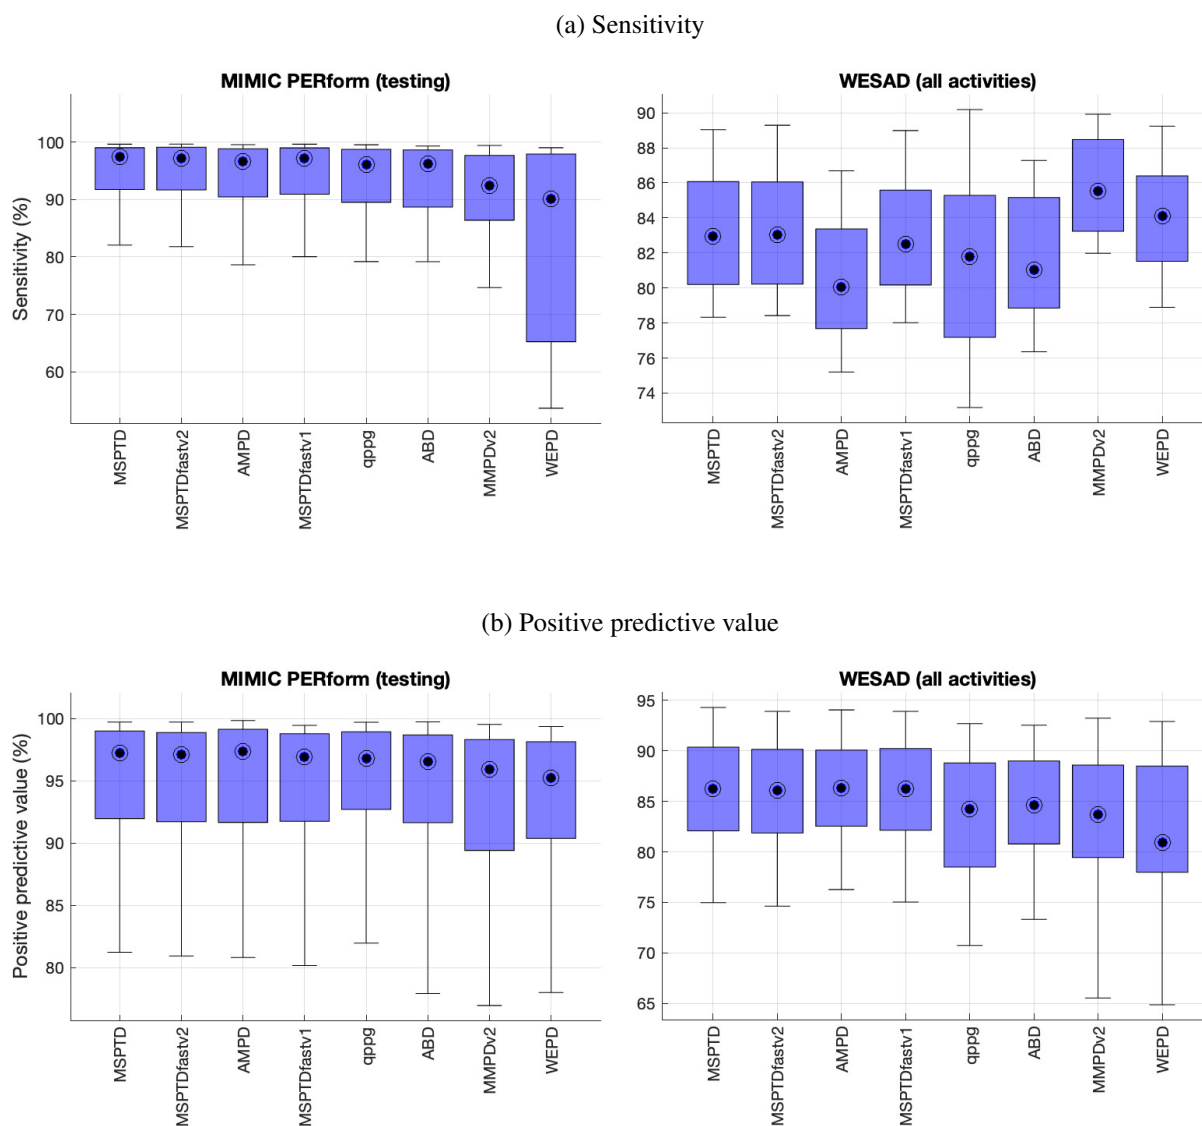 (a) Sensitivity
MIMIC PERform (testing)
Sensitivity (%)
100
90
80
70
60
MSPTD
MSPTDfastv2
AMPD
MSPTDfastv1
qppg
ABD
MMPDv2
WEPD
WESAD (all activities)
90
88
86
84
82
80
78
76
74
MSPTD
MSPTDfastv2
AMPD
MSPTDfastv1
qppg
ABD
MMPDv2
WEPD
(b) Positive predictive value
MIMIC PERform (testing)
Positive predictive value (%)
100
95
90
85
80
MSPTD
MSPTDfastv2
AMPD
MSPTDfastv1
qppg
ABD
MMPDv2
WEPD
WESAD (all activities)
95
90
85
80
75
70
65
MSPTD
MSPTDfastv2
AMPD
MSPTDfastv1
qppg
ABD
MMPDv2
WEPD